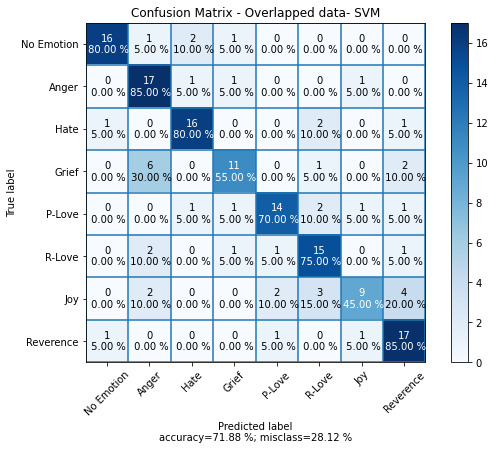 Confusion Matrix - Overlapped data- SVM
No Emotion 16 1 2 1 0 0 0 0
80.00 % 5.00 % 10.00 % 5.00 % 0.00 % 0.00 % 0.00 % 0.00 %
Anger 0 17 1 1 0 0 1 0
0.00 % 85.00 % 5.00 % 5.00 % 0.00 % 0.00 % 5.00 % 0.00 %
Hate 1 0 16 0 0 2 0 1
5.00 % 0.00 % 80.00 % 0.00 % 0.00 % 10.00 % 0.00 % 5.00 %
Grief 0 6 0 11 0 1 0 2
0.00 % 30.00 % 0.00 % 55.00 % 0.00 % 5.00 % 0.00 % 10.00 %
P-Love 0 0 1 1 14 2 1 1
0.00 % 0.00 % 5.00 % 5.00 % 70.00 % 10.00 % 5.00 % 5.00 %
R-Love 0 2 0 1 1 15 0 1
0.00 % 10.00 % 0.00 % 5.00 % 5.00 % 75.00 % 0.00 % 5.00 %
Joy 0 2 0 0 2 3 9 4
0.00 % 10.00 % 0.00 % 0.00 % 10.00 % 15.00 % 45.00 % 20.00 %
Reverence 1 0 0 0 1 0 1 17
5.00 % 0.00 % 0.00 % 0.00 % 5.00 % 0.00 % 5.00 % 85.00 %
True label
No Emotion Anger Hate Grief P-Love R-Love Joy Reverence
Predicted label
accuracy=71.88 %; misclass=28.12 %
16
14
12
10
8
6
4
2
0